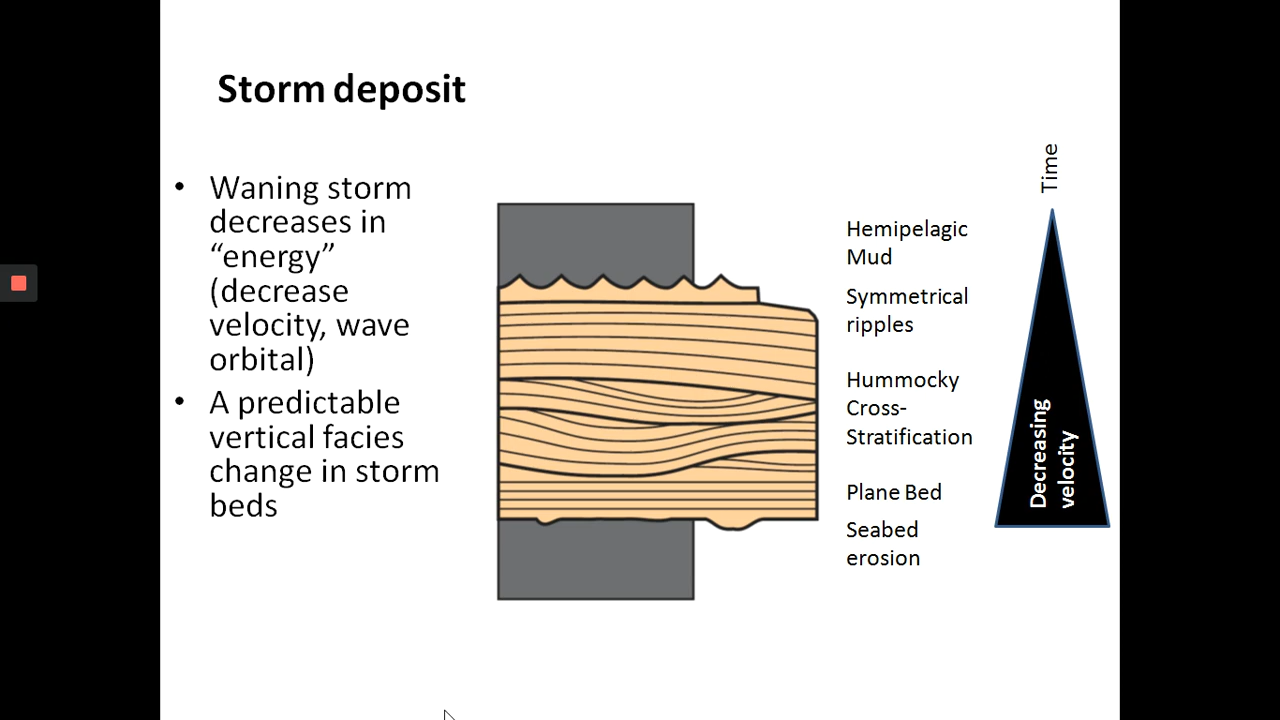 Storm deposit
• Waning storm
decreases in
“energy”
(decrease
velocity, wave
orbital)
• A predictable
vertical facies
change in storm
beds
Hemipelagic
Mud
Symmetrical
ripples
Hummocky
Cross-
Stratification
Plane Bed
Seabed
erosion
Time
Decreasing
velocity